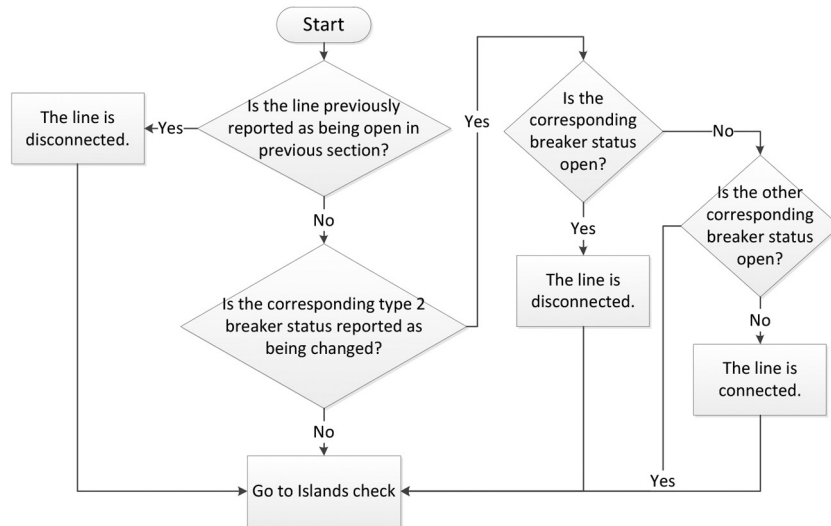 Start
Is the line previously
reported as being open in
previous section?
Yes
The line is
disconnected.
No
Is the corresponding type 2
breaker status reported as
being changed?
Yes
No
Is the
corresponding
breaker status
open?
No
Yes
The line is
disconnected.
Is the other
corresponding
breaker status
open?
No
The line is
connected.
Yes
Go to Islands check